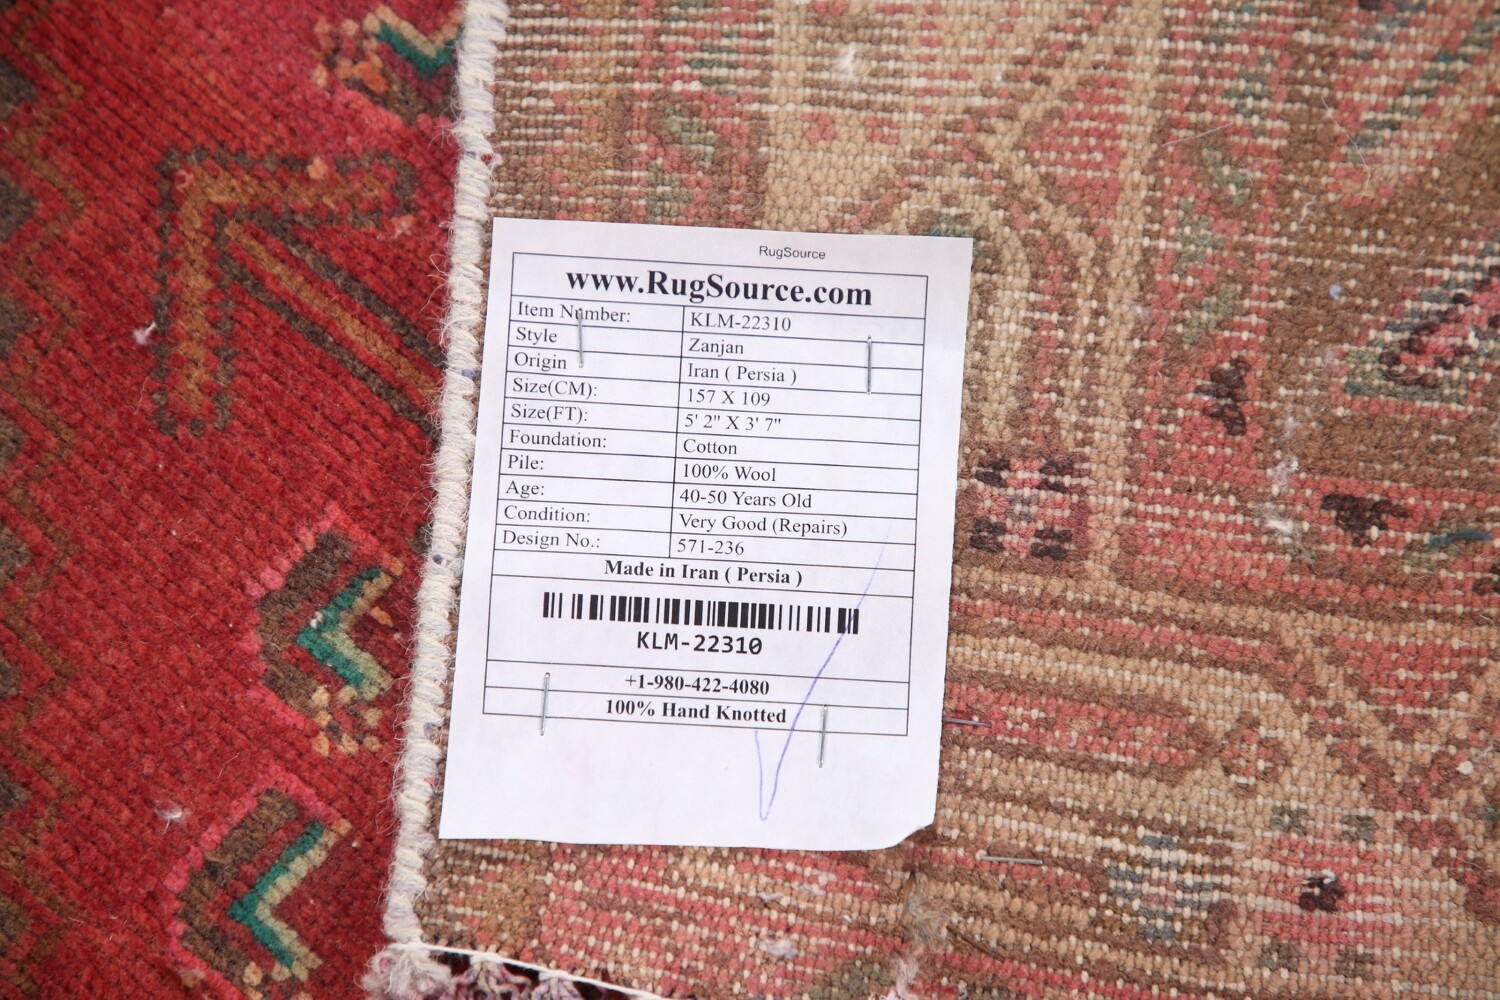 RugSource
www.RugSource.com
Item Number: KLM-22310
Style Zanjan
Origin Iran ( Persia )
Size(CM): 157 X 109
Size(FT): 5' 2" X 3' 7"
Foundation: Cotton
Pile: 100% Wool
Age: 40-50 Years Old
Condition: Very Good (Repairs)
Design No.: 571-236
Made in Iran ( Persia )
KLM-22310
+1-980-422-4080
100% Hand Knotted